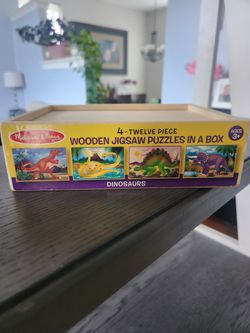 Melissa & Doug
4 - TWELVE PIECE
WOODEN JIGSAW PUZZLES IN A BOX
AGES
3+
DINOSAURS